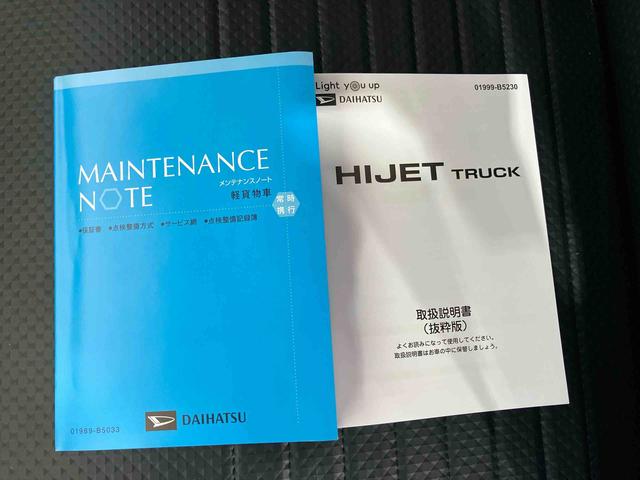 MAINTENANCE
NOTE
メンテナンスノート
軽貨物車
常時
携行
●保証書 ●点検整備方式 ●サービス網 ●点検整備記録簿
DAIHATSU
01989-B5033
Light you up
DAIHATSU
01999-B5230
HIJET TRUCK
取扱説明書
(抜粋版)
よくお読みになって使用してください。
取扱説明書はお車の中に保管しましょう。